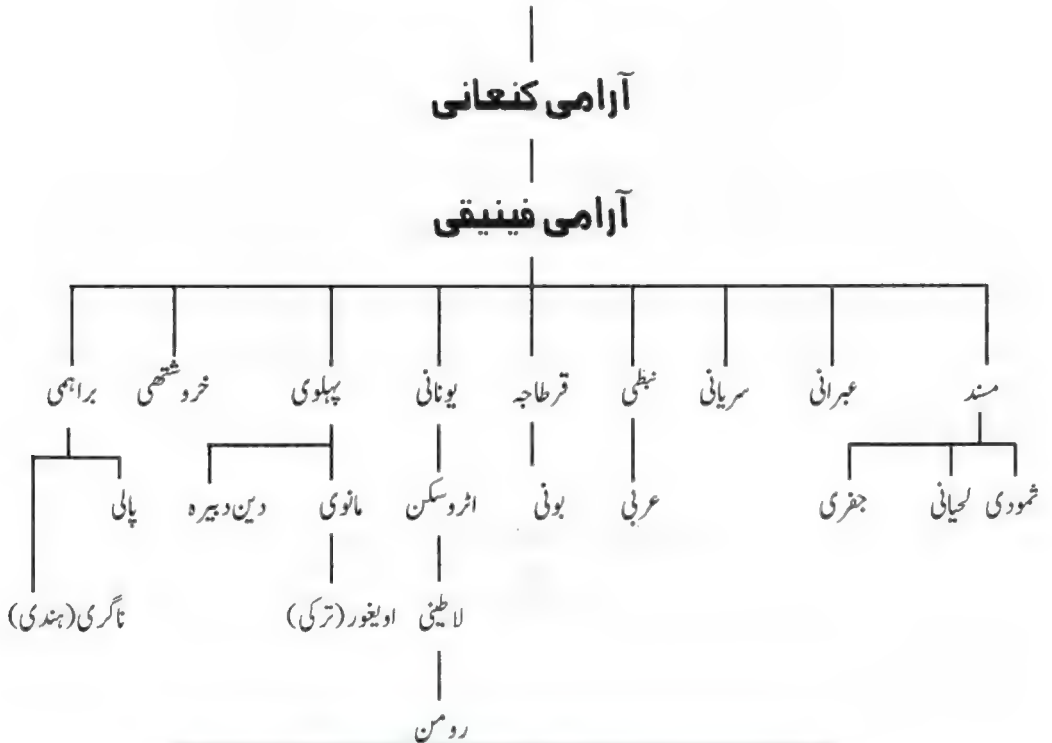 آرامی کنعانی
آرامی فینیقی
مسند عبرانی سریانی نبطی قرطاجہ یونانی پہلوی خروشتھی براہمی
ثمودی لحیانی جفری عربی بونی اثروسکن مانوی دین دبیرہ پالی
لاطینی اویغور (ترکی) ناگری (ہندی)
رومن